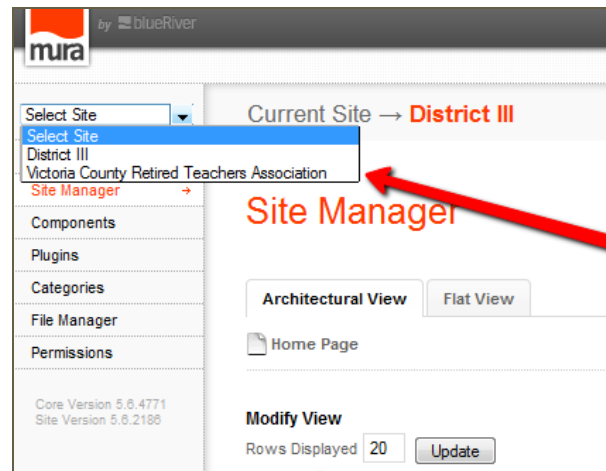 by blueRiver
mura
Select Site
Current Site → District III
Select Site
District III
Victoria County Retired Teachers Association
Site Manager →
Site Manager
Components
Plugins
Categories
File Manager
Permissions
Architectural View Flat View
Home Page
Core Version 5.6.4771
Site Version 5.6.2186
Modify View
Rows Displayed 20 Update